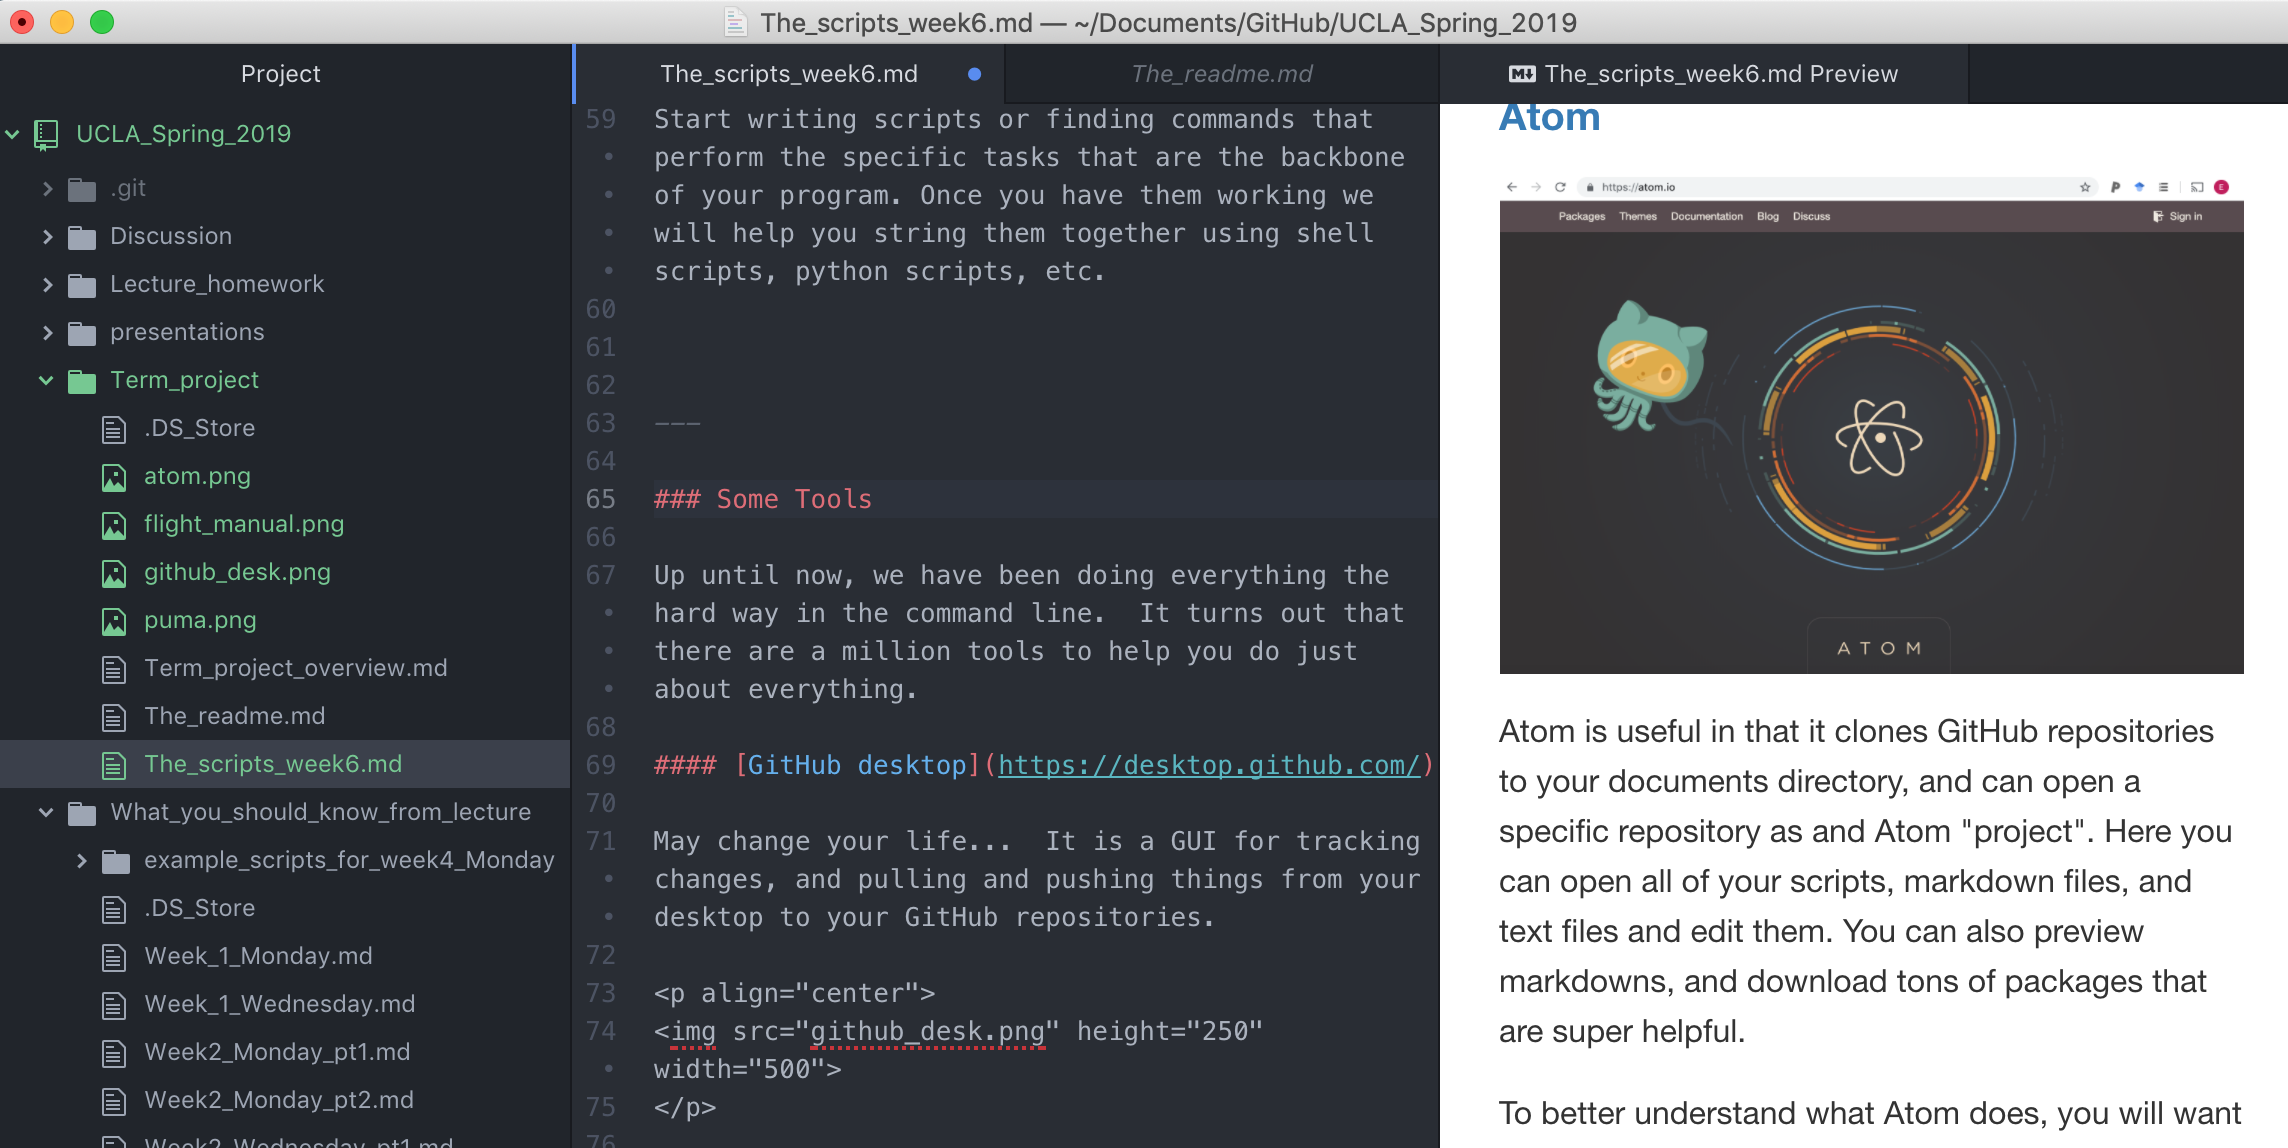 The_scripts_week6.md — ~/Documents/GitHub/UCLA_Spring_2019
Project
UCLA_Spring_2019
.git
Discussion
Lecture_homework
presentations
Term_project
.DS_Store
atom.png
flight_manual.png
github_desk.png
puma.png
Term_project_overview.md
The_readme.md
The_scripts_week6.md
What_you_should_know_from_lecture
example_scripts_for_week4_Monday
.DS_Store
Week_1_Monday.md
Week_1_Wednesday.md
Week2_Monday_pt1.md
Week2_Monday_pt2.md
Week2_Wednesday_pt1.md
The_scripts_week6.md
The_readme.md
59 Start writing scripts or finding commands that
• perform the specific tasks that are the backbone
• of your program. Once you have them working we
• will help you string them together using shell
• scripts, python scripts, etc.
60
61
62
63 ---
64
65 ### Some Tools
66
67 Up until now, we have been doing everything the
• hard way in the command line.  It turns out that
• there are a million tools to help you do just
• about everything.
68
69 #### [GitHub desktop](https://desktop.github.com/)
70
71 May change your life...  It is a GUI for tracking
• changes, and pulling and pushing things from your
• desktop to your GitHub repositories.
72
73 <p align="center">
74 <img src="github_desk.png" height="250"
• width="500">
75 </p>
76
The_scripts_week6.md Preview
Atom
https://atom.io
E
Packages Themes Documentation Blog Discuss Sign in
ATOM
Atom is useful in that it clones GitHub repositories
to your documents directory, and can open a
specific repository as and Atom "project". Here you
can open all of your scripts, markdown files, and
text files and edit them. You can also preview
markdowns, and download tons of packages that
are super helpful.
To better understand what Atom does, you will want